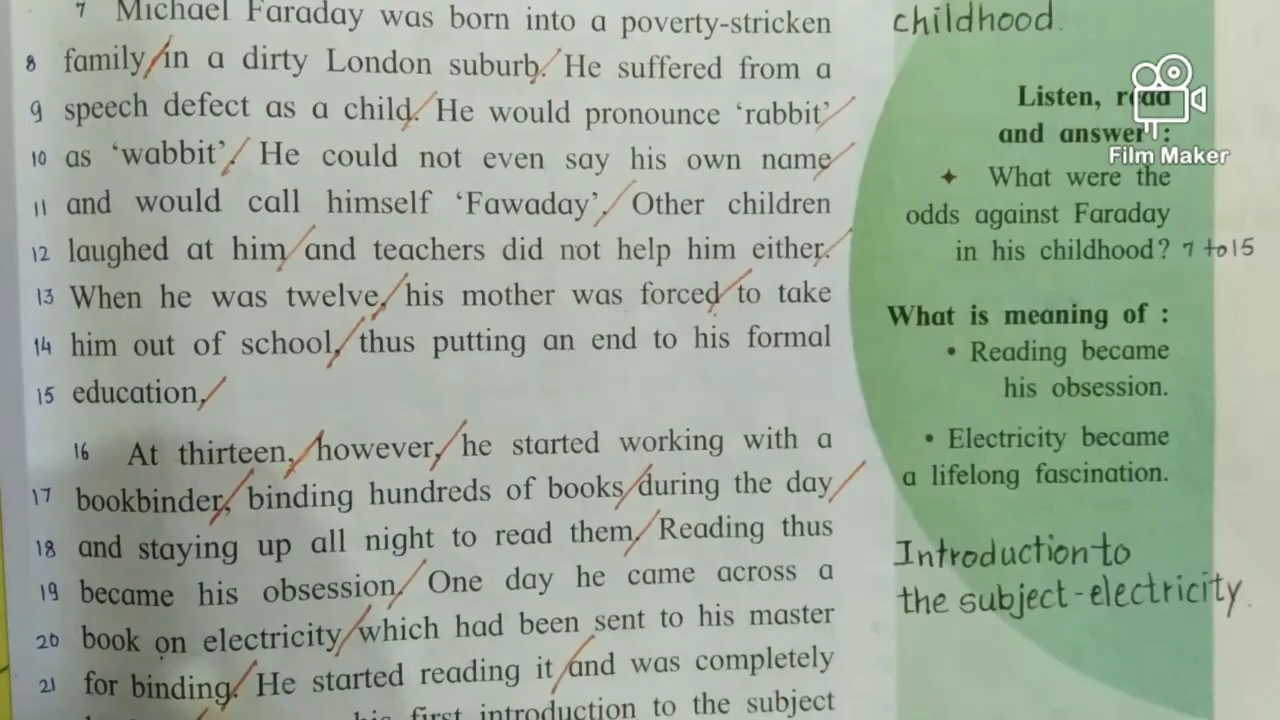 7 Michael Faraday was born into a poverty-stricken
8 family in a dirty London suburb. He suffered from a
9 speech defect as a child. He would pronounce ‘rabbit’
10 as ‘wabbit’. He could not even say his own name
11 and would call himself ‘Fawaday’. Other children
12 laughed at him and teachers did not help him either.
13 When he was twelve, his mother was forced to take
14 him out of school, thus putting an end to his formal
15 education.
16 At thirteen, however, he started working with a
17 bookbinder, binding hundreds of books during the day
18 and staying up all night to read them. Reading thus
19 became his obsession. One day he came across a
20 book on electricity which had been sent to his master
21 for binding. He started reading it and was completely
his first introduction to the subject
childhood.
Listen, read
and answer :
✦ What were the
odds against Faraday
in his childhood? 7 to 15
What is meaning of :
• Reading became
his obsession.
• Electricity became
a lifelong fascination.
Introduction to
the subject - electricity.
Film Maker